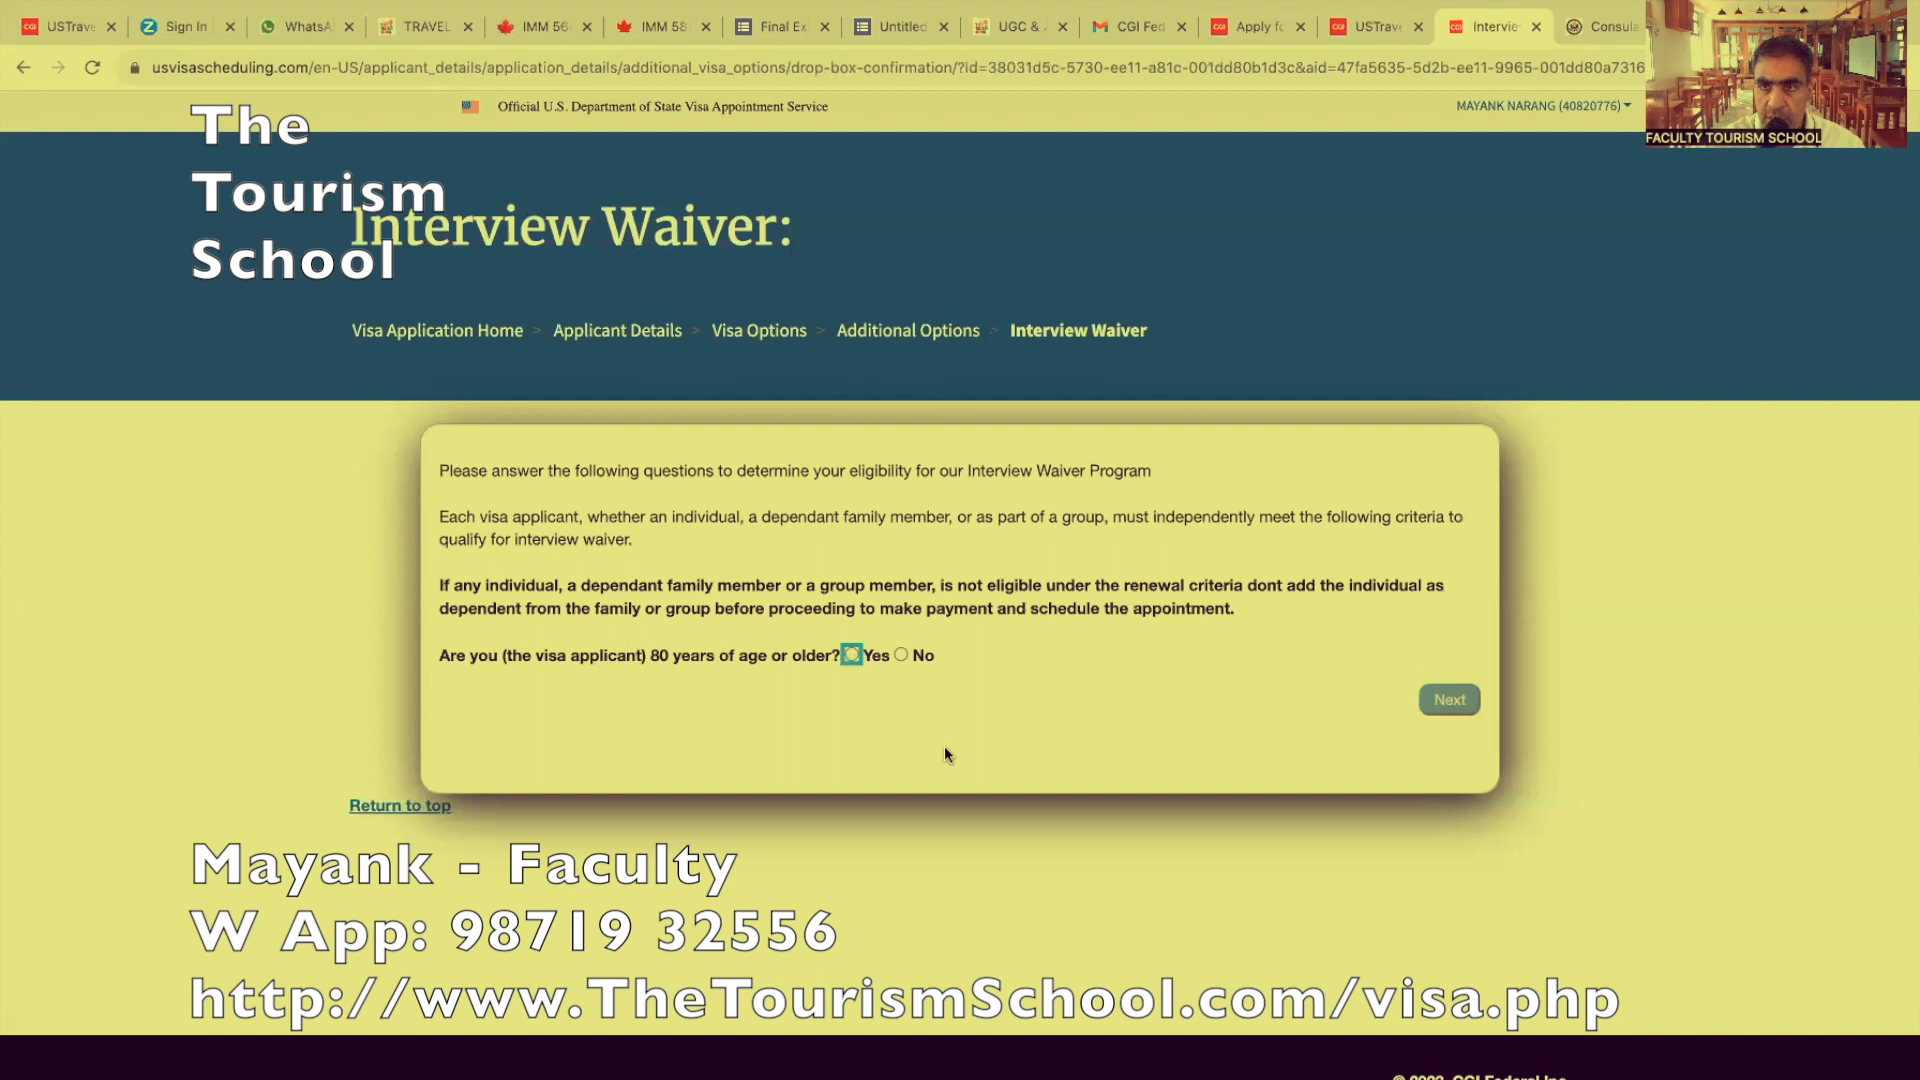 USTrave
Sign In
WhatsA
TRAVEL
IMM 56
IMM 58
Final Ex
Untitled
UGC &
CGI Fed
Apply fo
USTrave
Intervie
Consula
usvisascheduling.com/en-US/applicant_details/application_details/additional_visa_options/drop-box-confirmation/?id=38031d5c-5730-ee11-a81c-001dd80b1d3c&aid=47fa5635-5d2b-ee11-9965-001dd80a7316
Official U.S. Department of State Visa Appointment Service
MAYANK NARANG (40820776)
FACULTY TOURISM SCHOOL
The
Tourism
School
Interview Waiver:
Visa Application Home > Applicant Details > Visa Options > Additional Options > Interview Waiver
Please answer the following questions to determine your eligibility for our Interview Waiver Program
Each visa applicant, whether an individual, a dependant family member, or as part of a group, must independently meet the following criteria to
qualify for interview waiver.
If any individual, a dependant family member or a group member, is not eligible under the renewal criteria dont add the individual as
dependent from the family or group before proceeding to make payment and schedule the appointment.
Are you (the visa applicant) 80 years of age or older? Yes No
Next
Return to top
Mayank - Faculty
W App: 98719 32556
http://www.TheTourismSchool.com/visa.php